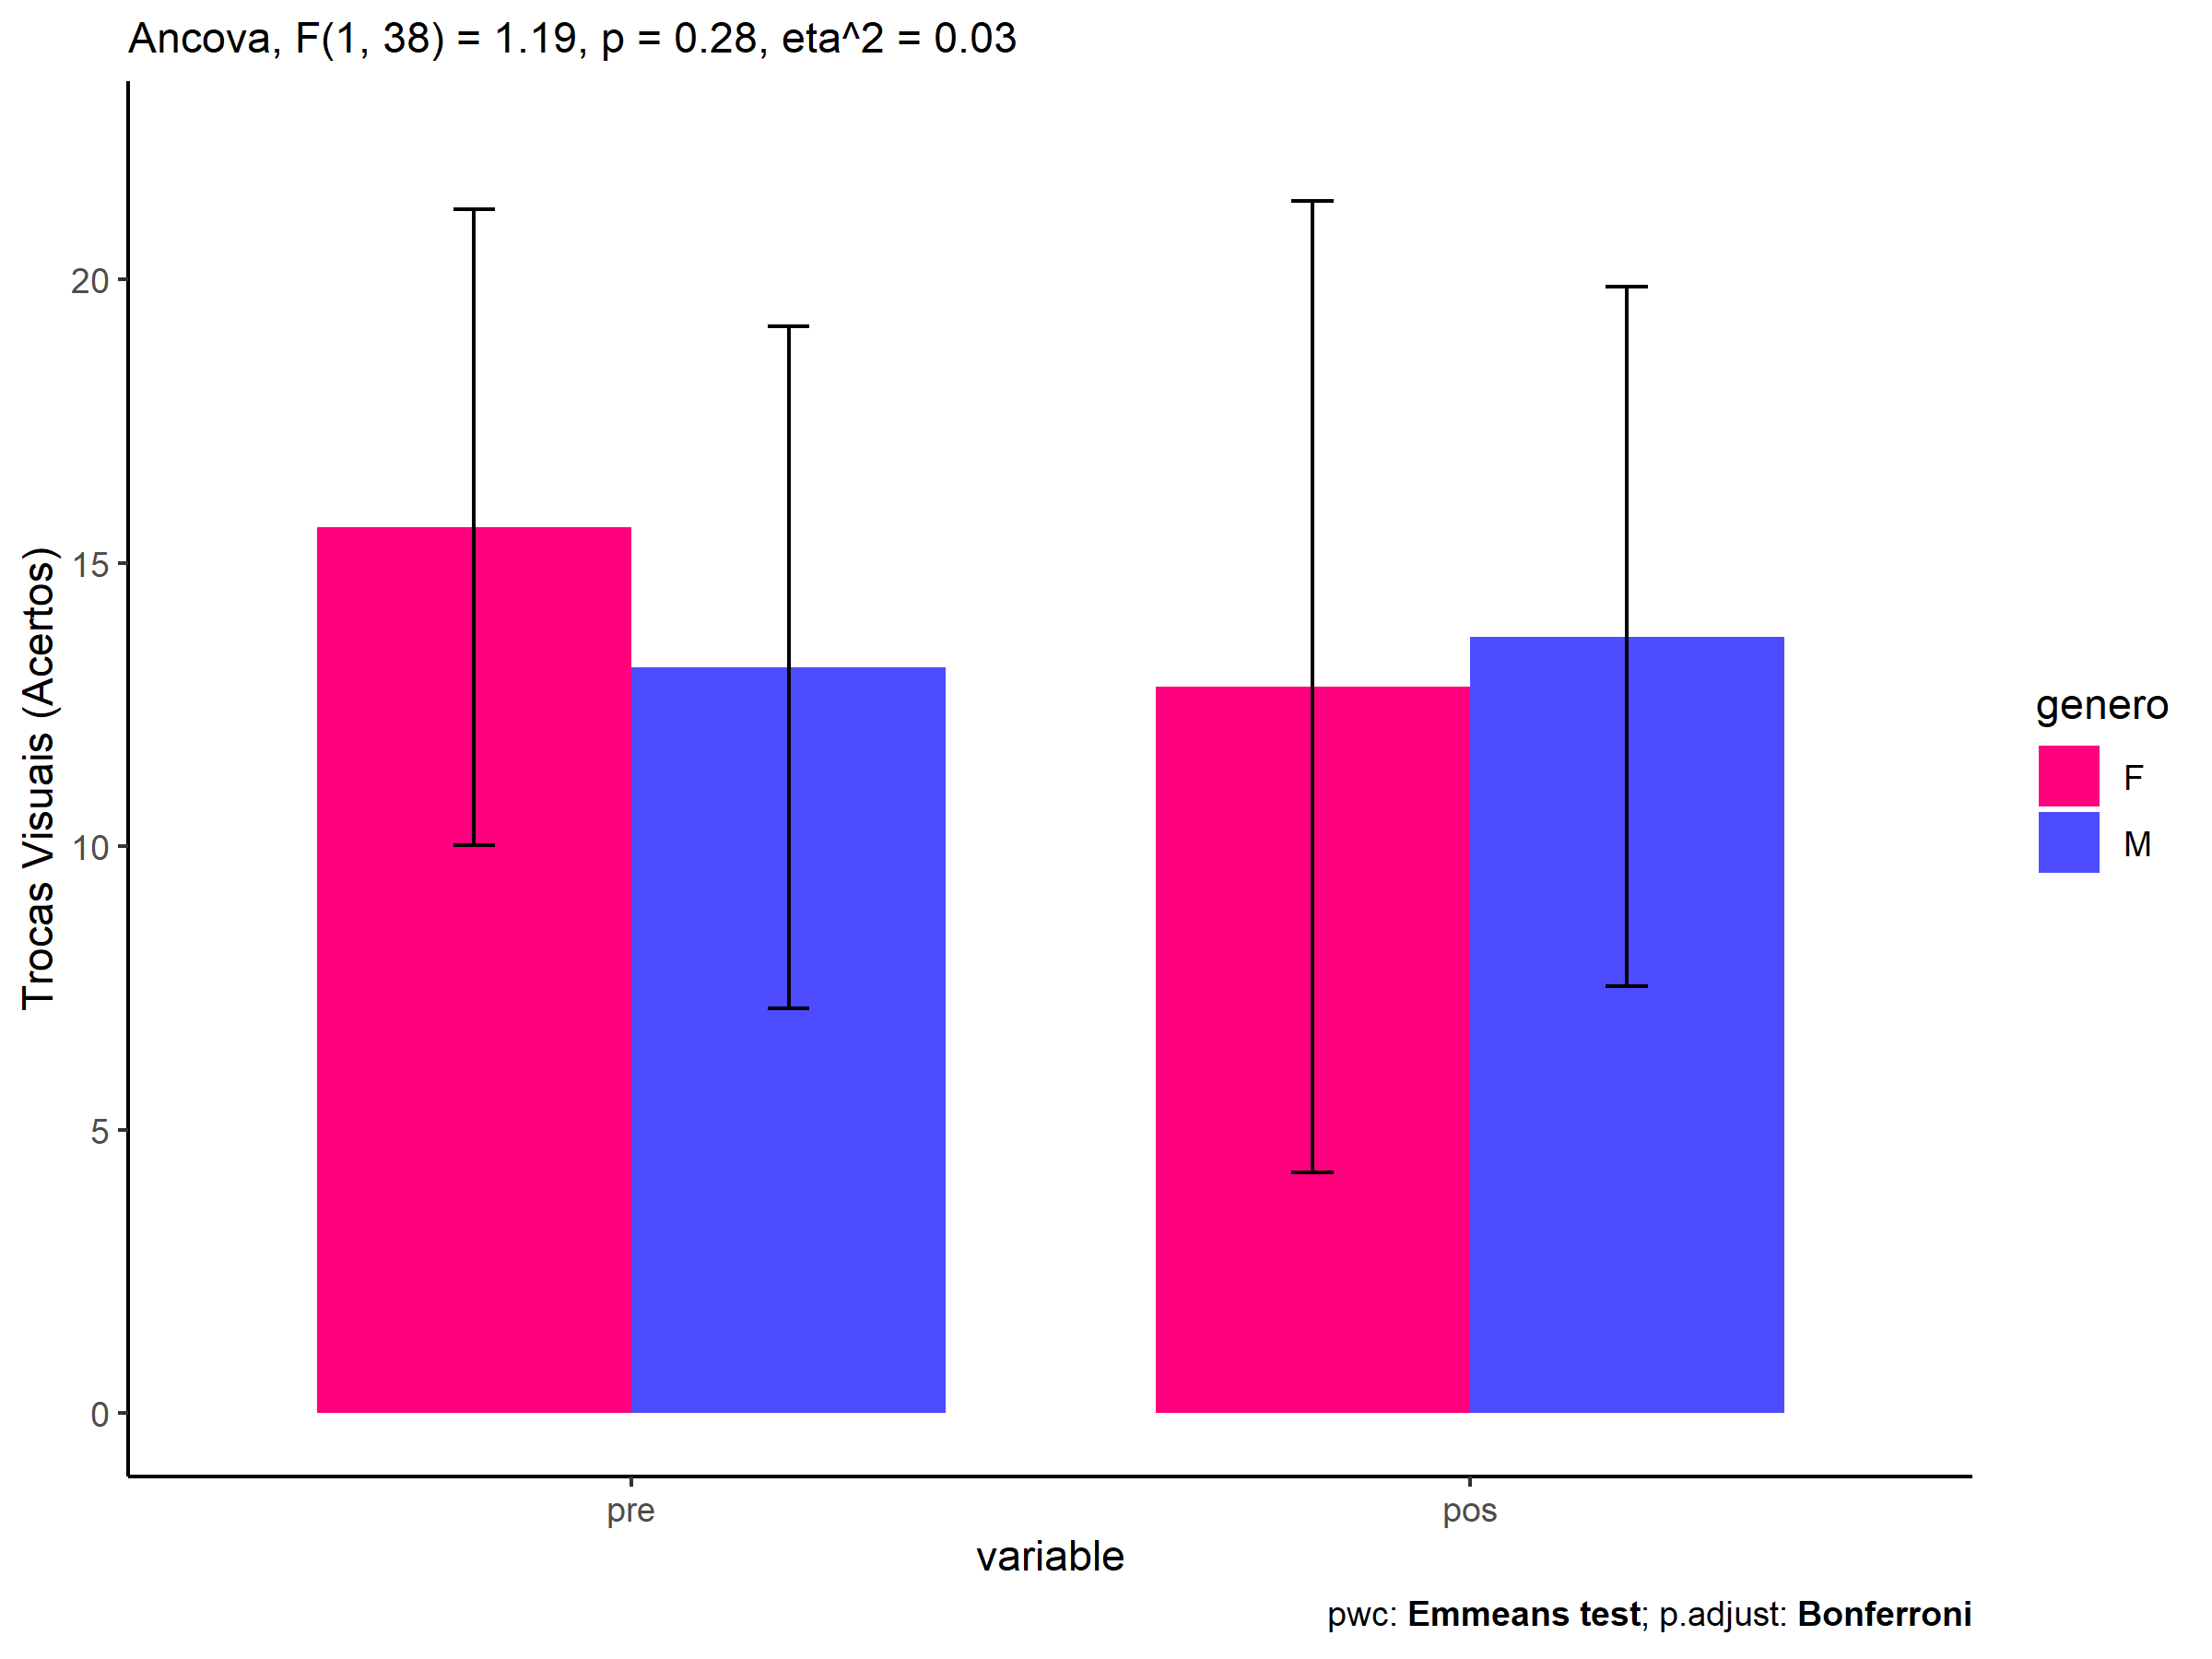 Ancova, F(1, 38) = 1.19, p = 0.28, eta^2 = 0.03
Trocas Visuais (Acertos)
20
15
10
5
0
pre
pos
variable
genero
F
M
pwc: Emmeans test; p.adjust: Bonferroni